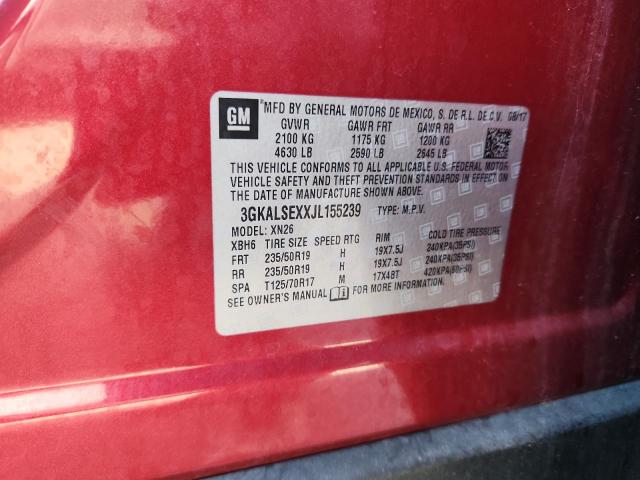 GM MFD BY GENERAL MOTORS DE MEXICO, S. DE R.L. DE C.V. 08/17
GVWR GAWR FRT GAWR RR
2100 KG 1175 KG 1200 KG
4630 LB 2590 LB 2645 LB
THIS VEHICLE CONFORMS TO ALL APPLICABLE U.S. FEDERAL MOTOR
VEHICLE SAFETY AND THEFT PREVENTION STANDARDS IN EFFECT ON
THE DATE OF MANUFACTURE SHOWN ABOVE.
3GKALSEXXJL155239 TYPE: M.P.V.
MODEL: XN26
XBH6 TIRE SIZE SPEED RTG RIM COLD TIRE PRESSURE
FRT 235/50R19 H 19X7.5J 240KPA(35PSI)
RR 235/50R19 H 19X7.5J 240KPA(35PSI)
SPA T125/70R17 M 17X4BT 420KPA(60PSI)
SEE OWNER'S MANUAL FOR MORE INFORMATION.